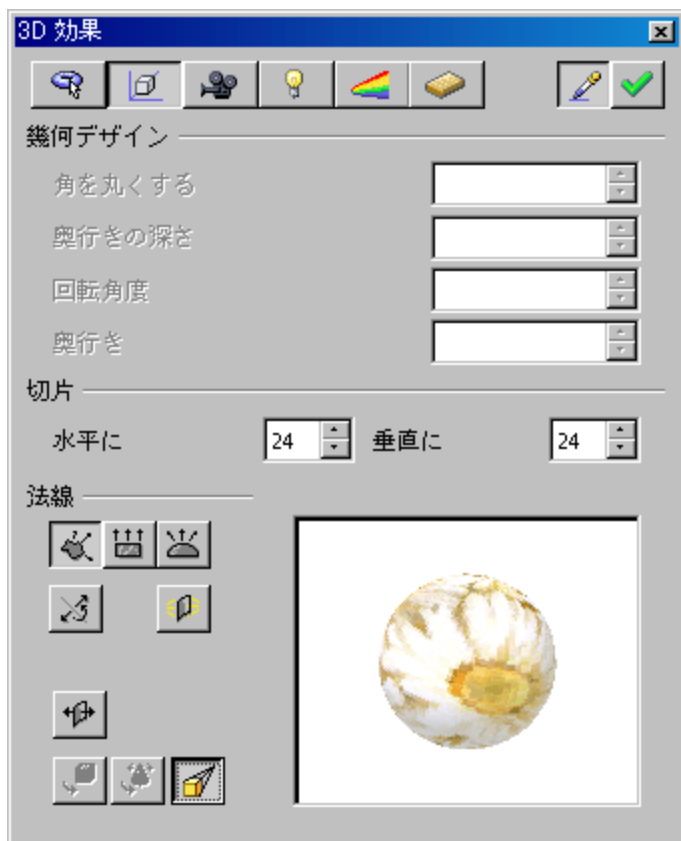 3D 効果
幾何デザイン
角を丸くする
奥行きの深さ
回転角度
奥行き
切片
水平に 24 垂直に 24
法線